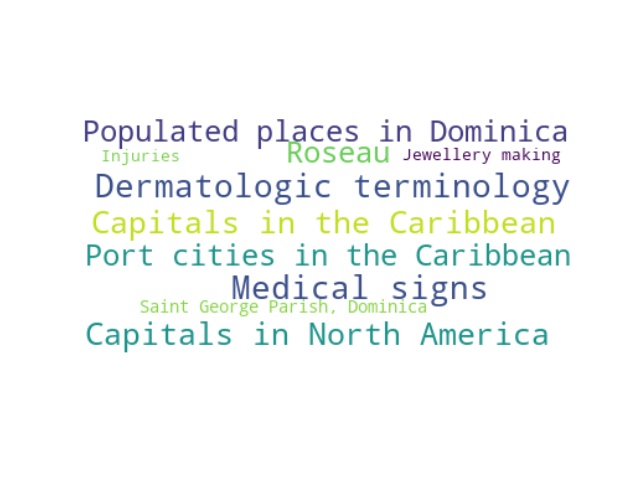 Populated places in Dominica
Injuries Roseau Jewellery making
Dermatologic terminology
Capitals in the Caribbean
Port cities in the Caribbean
Medical signs
Saint George Parish, Dominica
Capitals in North America